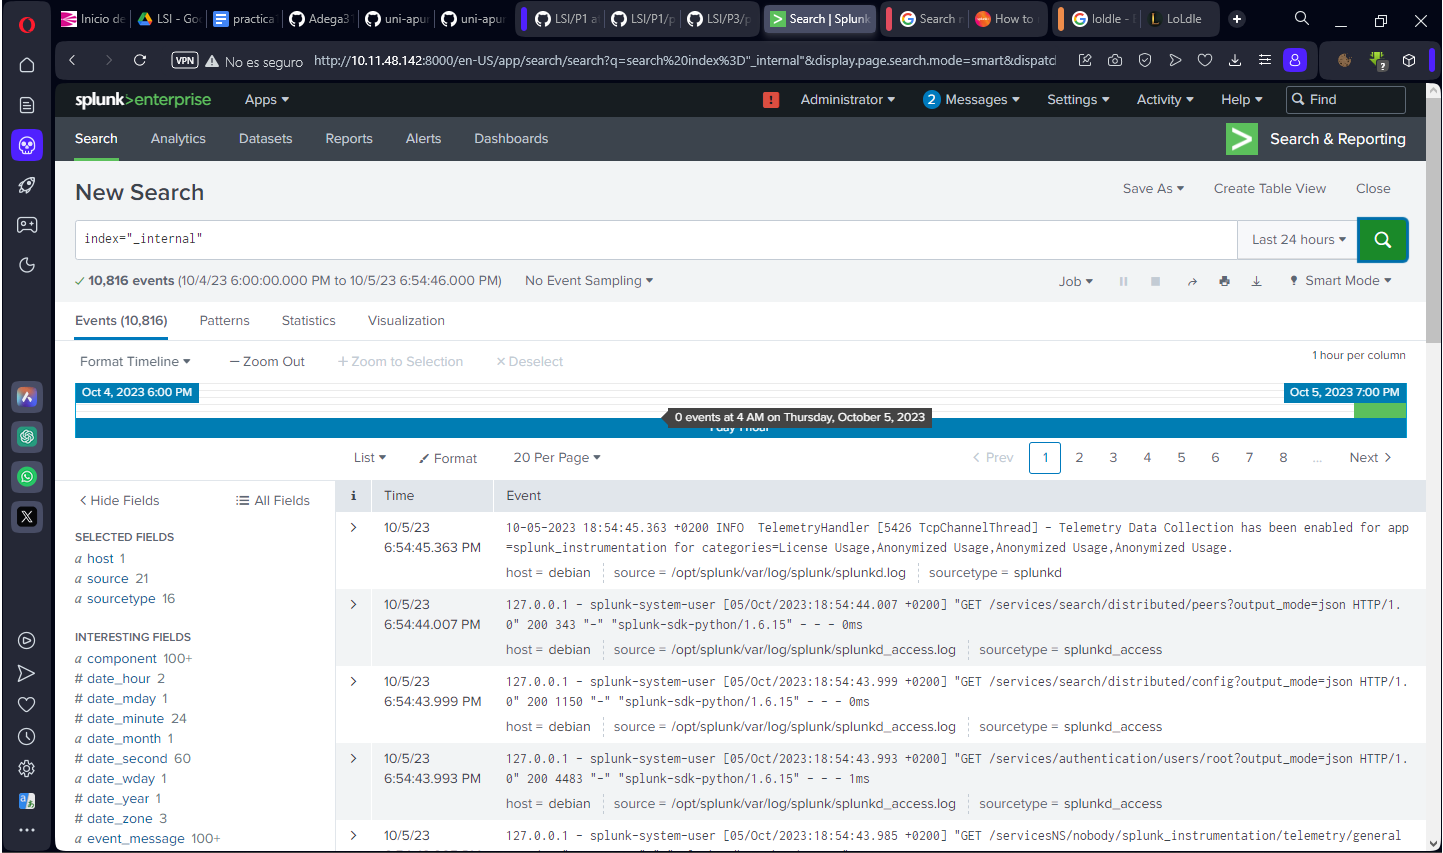 Inicio de
LSI - Goo
practica
Adega3
uni-apur
uni-apur
LSI/P1 a
LSI/P1/p
LSI/P3/p
Search | Splunk
Search n
How to
loldle -
LoLdle
VPN
No es seguro
http://10.11.48.142:8000/en-US/app/search/search?q=search%20index%3D"_internal"&display.page.search.mode=smart&dispatc
splunk>enterprise
Apps
!
Administrator
2 Messages
Settings
Activity
Help
Find
Search
Analytics
Datasets
Reports
Alerts
Dashboards
Search & Reporting
New Search
Save As
Create Table View
Close
index="_internal"
Last 24 hours
10,816 events (10/4/23 6:00:00.000 PM to 10/5/23 6:54:46.000 PM)
No Event Sampling
Job
Smart Mode
Events (10,816)
Patterns
Statistics
Visualization
Format Timeline
— Zoom Out
+ Zoom to Selection
× Deselect
1 hour per column
Oct 4, 2023 6:00 PM
Oct 5, 2023 7:00 PM
0 events at 4 AM on Thursday, October 5, 2023
1 day 1 hour
List
Format
20 Per Page
< Prev
1
2
3
4
5
6
7
8
...
Next >
< Hide Fields
All Fields
SELECTED FIELDS
a host 1
a source 21
a sourcetype 16
INTERESTING FIELDS
a component 100+
# date_hour 2
# date_mday 1
# date_minute 24
a date_month 1
# date_second 60
a date_wday 1
# date_year 1
# date_zone 3
a event_message 100+
i
Time
Event
10/5/23
6:54:45.363 PM
10-05-2023 18:54:45.363 +0200 INFO  TelemetryHandler [5426 TcpChannelThread] - Telemetry Data Collection has been enabled for app
=splunk_instrumentation for categories=License Usage,Anonymized Usage,Anonymized Usage,Anonymized Usage.
host = debian
source = /opt/splunk/var/log/splunk/splunkd.log
sourcetype = splunkd
10/5/23
6:54:44.007 PM
127.0.0.1 - splunk-system-user [05/Oct/2023:18:54:44.007 +0200] "GET /services/search/distributed/peers?output_mode=json HTTP/1.
0" 200 343 "-" "splunk-sdk-python/1.6.15" - - - 0ms
host = debian
source = /opt/splunk/var/log/splunk/splunkd_access.log
sourcetype = splunkd_access
10/5/23
6:54:43.999 PM
127.0.0.1 - splunk-system-user [05/Oct/2023:18:54:43.999 +0200] "GET /services/search/distributed/config?output_mode=json HTTP/1.
0" 200 1150 "-" "splunk-sdk-python/1.6.15" - - - 0ms
host = debian
source = /opt/splunk/var/log/splunk/splunkd_access.log
sourcetype = splunkd_access
10/5/23
6:54:43.993 PM
127.0.0.1 - splunk-system-user [05/Oct/2023:18:54:43.993 +0200] "GET /services/authentication/users/root?output_mode=json HTTP/1.
0" 200 4483 "-" "splunk-sdk-python/1.6.15" - - - 1ms
host = debian
source = /opt/splunk/var/log/splunk/splunkd_access.log
sourcetype = splunkd_access
10/5/23
127.0.0.1 - splunk-system-user [05/Oct/2023:18:54:43.985 +0200] "GET /servicesNS/nobody/splunk_instrumentation/telemetry/general